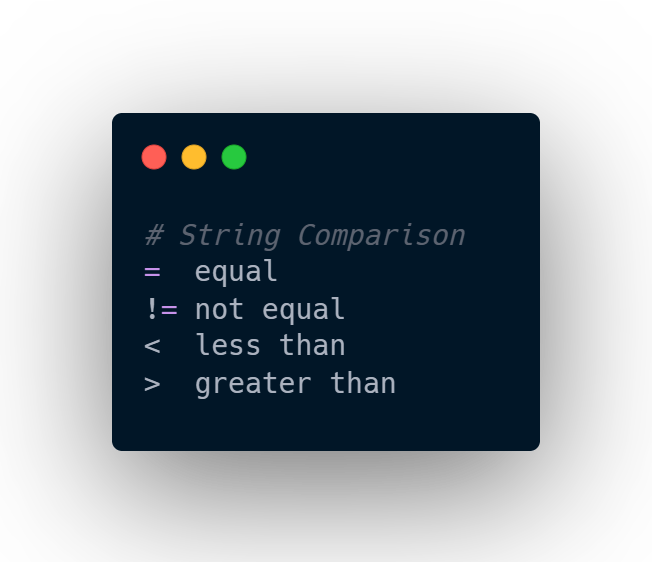 # String Comparison
=  equal
!= not equal
<  less than
>  greater than